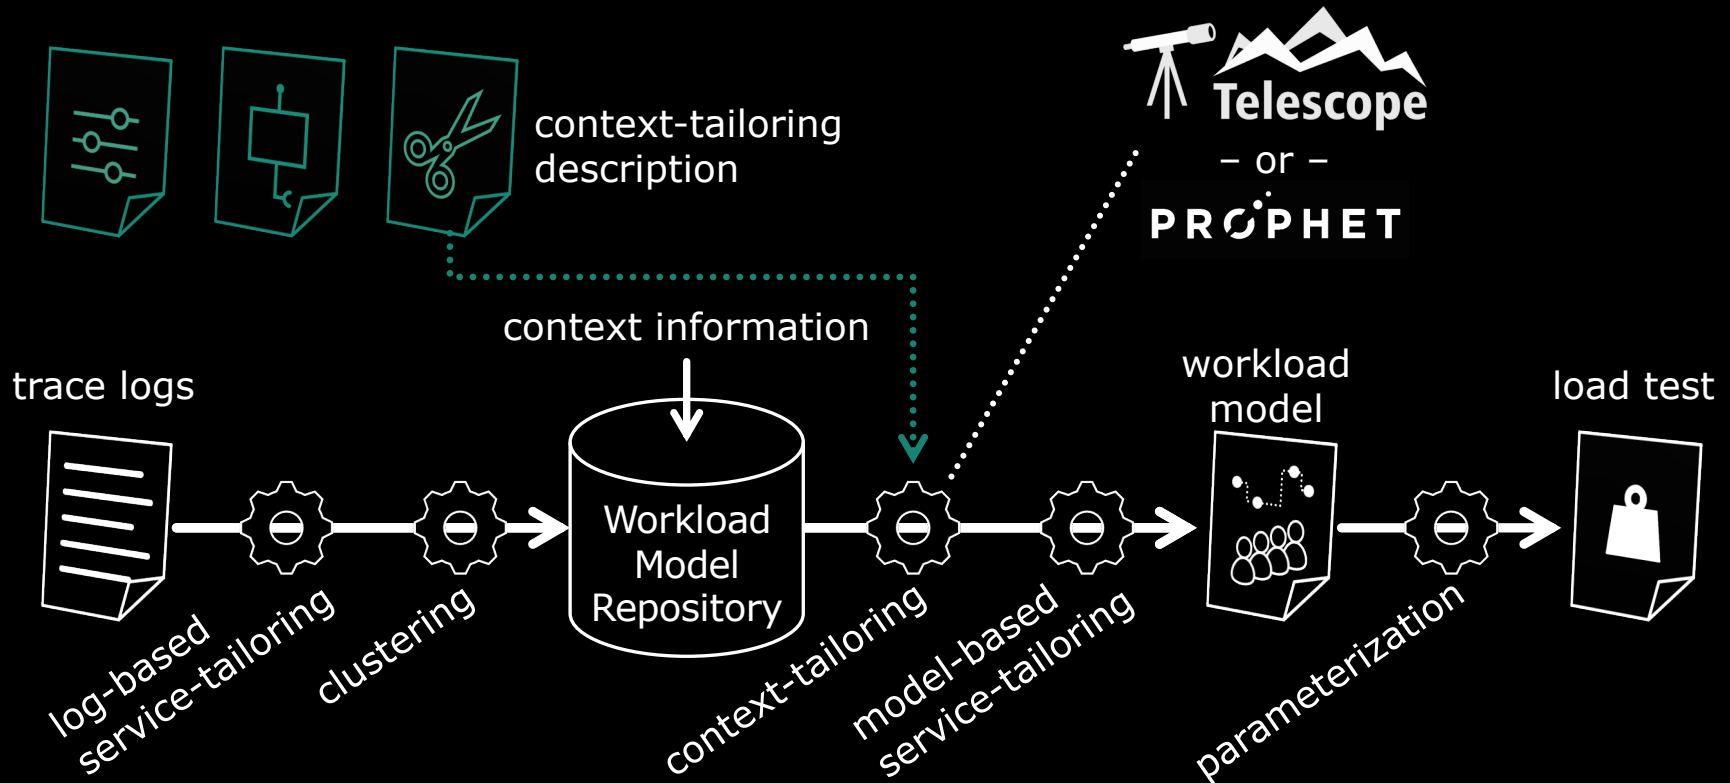 context-tailoring
description
Telescope
– or –
PROPHET
context information
trace logs
workload
model
load test
Workload
Model
Repository
log-based
service-tailoring
clustering
context-tailoring
model-based
service-tailoring
parameterization